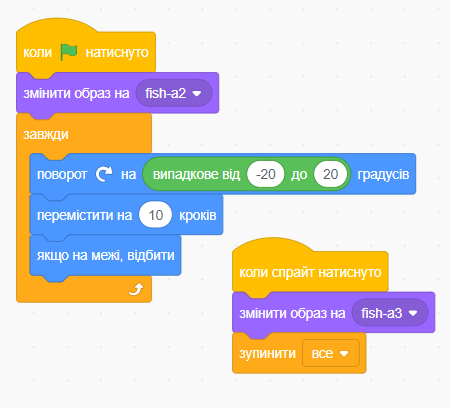 коли натиснуто
змінити образ на fish-a2
завжди
поворот на випадкове від -20 до 20 градусів
перемістити на 10 кроків
якщо на межі, відбити
коли спрайт натиснуто
змінити образ на fish-a3
зупинити все